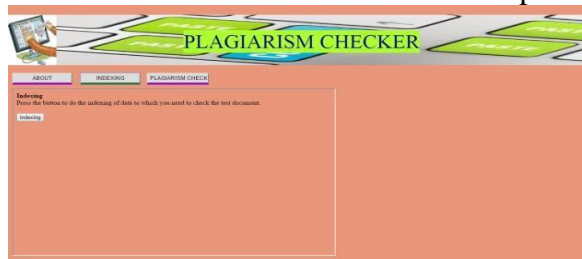 PLAGIARISM CHECKER
PASTE
ABOUT
INDEXING
PLAGIARISM CHECK
Indexing
Press the button to do the indexing of data to which you need to check the test document.
Indexing